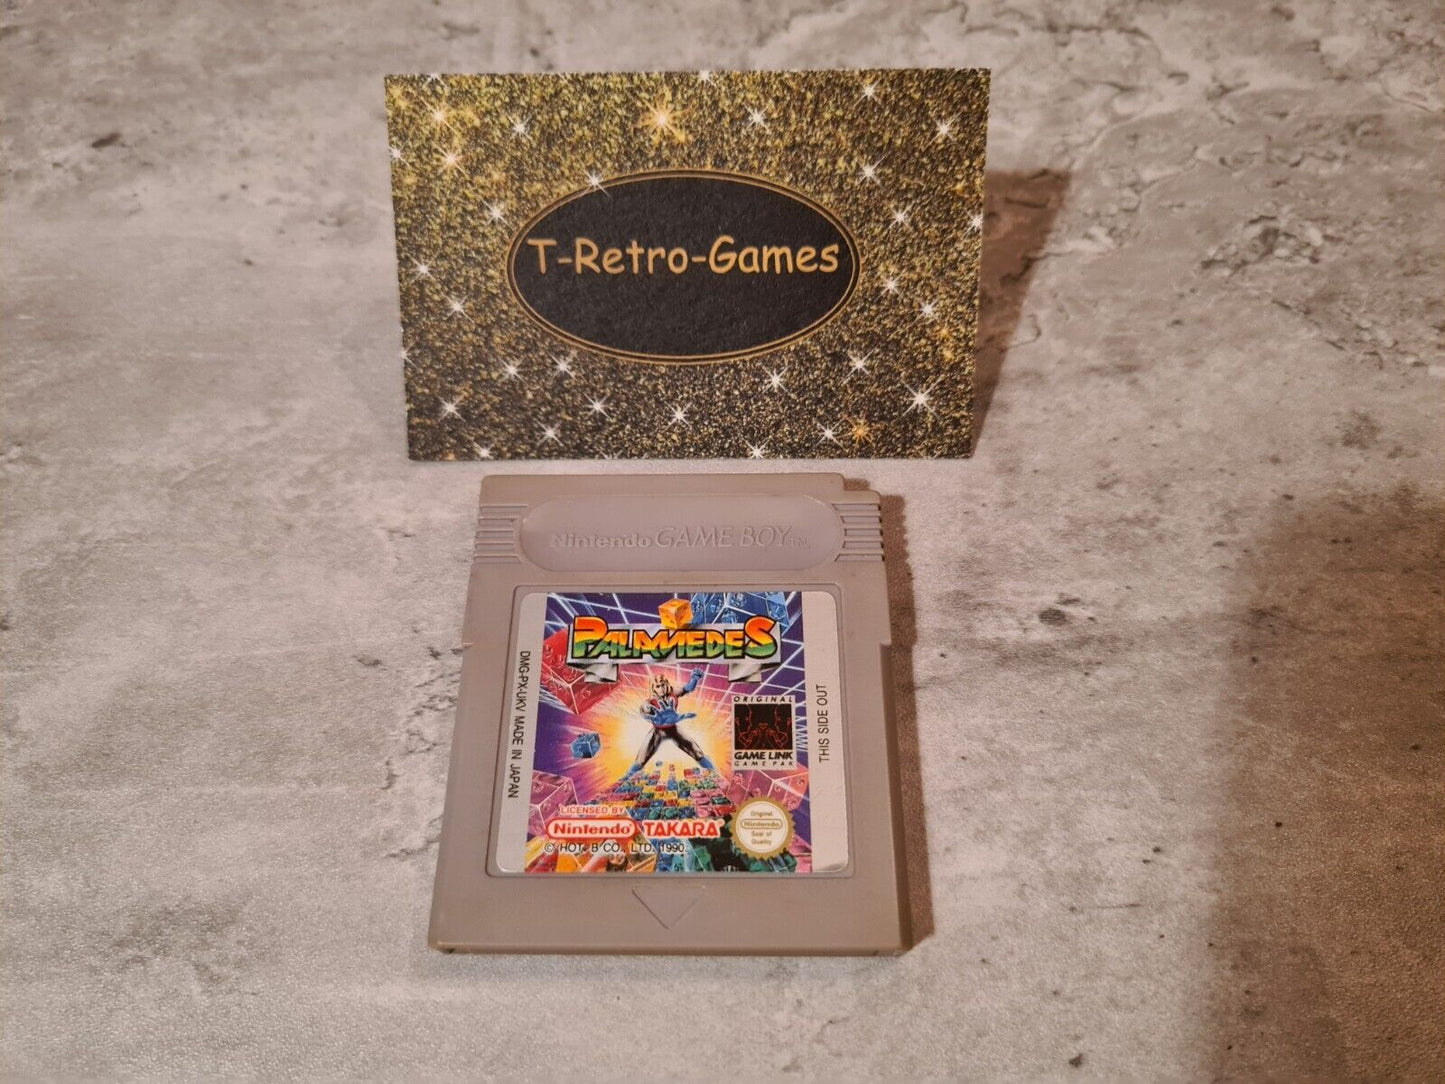 T-Retro-Games
Nintendo GAME BOY TM
PALAMEDES
DMG-PX-UKV MADE IN JAPAN
ORIGINAL
GAME LINK
GAME PAK
THIS SIDE OUT
LICENSED BY
Nintendo TAKARA
© HOT. B CO., LTD. 1990.
Original
Nintendo
Seal of
Quality